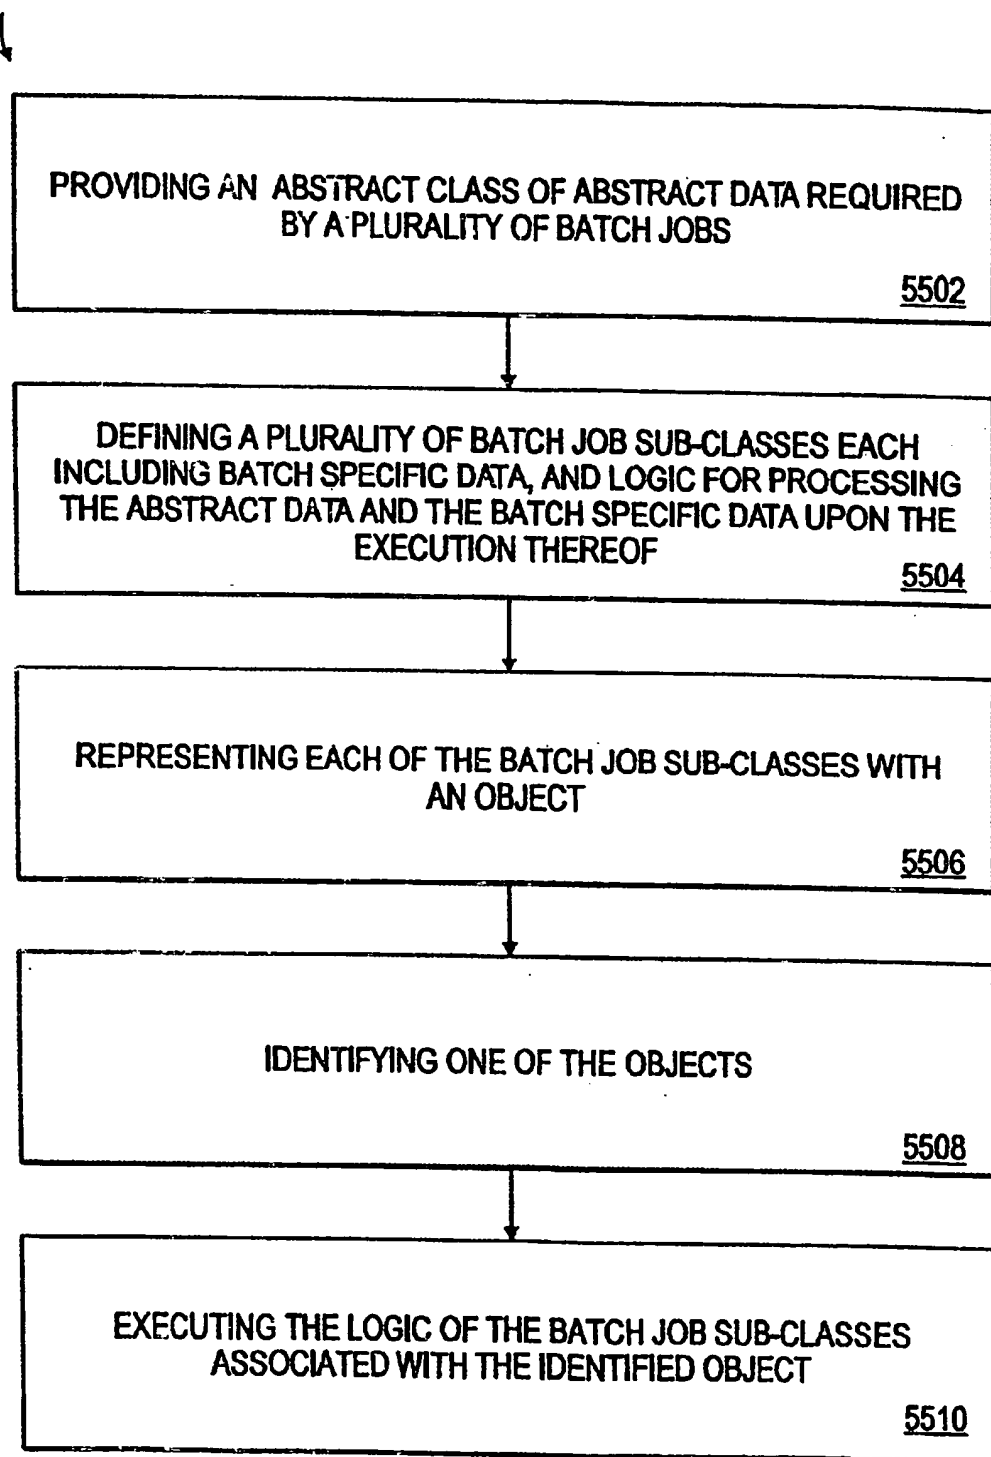 PROVIDING AN ABSTRACT CLASS OF ABSTRACT DATA REQUIRED
BY A PLURALITY OF BATCH JOBS
5502
DEFINING A PLURALITY OF BATCH JOB SUB-CLASSES EACH
INCLUDING BATCH SPECIFIC DATA, AND LOGIC FOR PROCESSING
THE ABSTRACT DATA AND THE BATCH SPECIFIC DATA UPON THE
EXECUTION THEREOF
5504
REPRESENTING EACH OF THE BATCH JOB SUB-CLASSES WITH
AN OBJECT
5506
IDENTIFYING ONE OF THE OBJECTS
5508
EXECUTING THE LOGIC OF THE BATCH JOB SUB-CLASSES
ASSOCIATED WITH THE IDENTIFIED OBJECT
5510